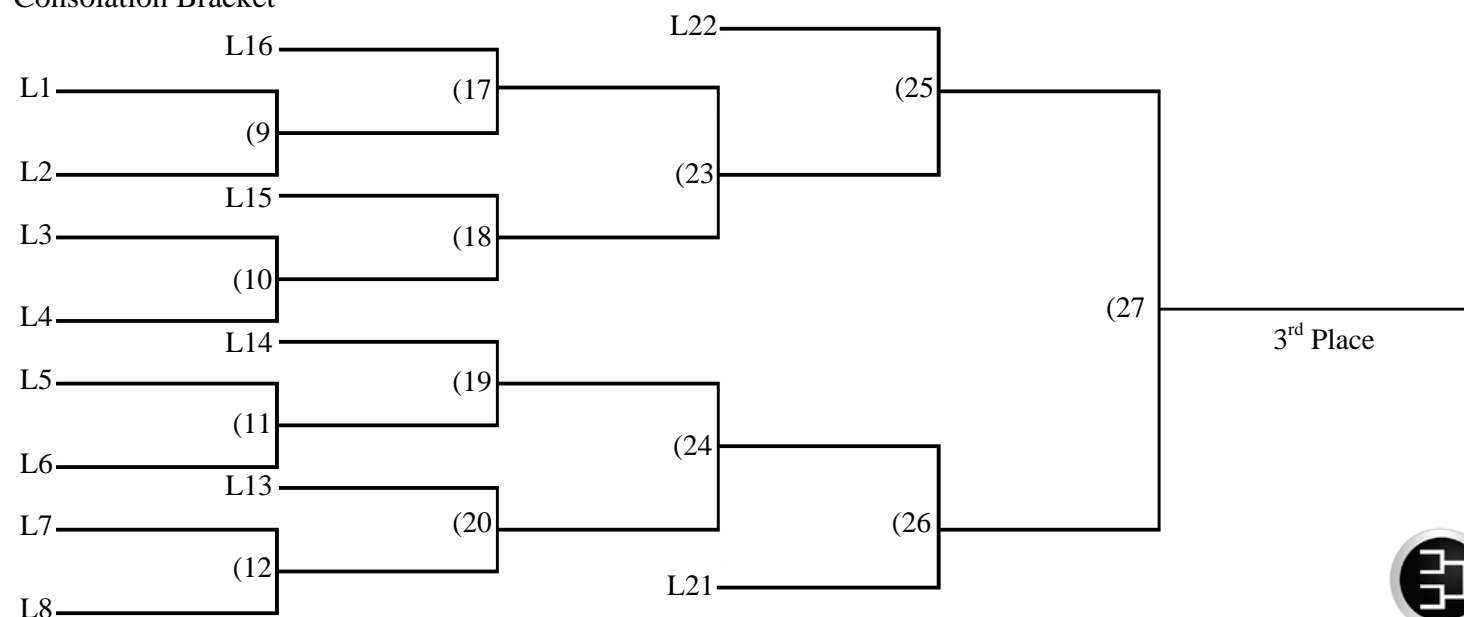 Consolation Bracket
L22
L16
L1
(17
(25
(9
L2
(23
L15
L3
(18
(10
L4
(27
L14
3rd Place
L5
(19
(11
(24
L6
L13
L7
(20
(26
(12
L21
L8